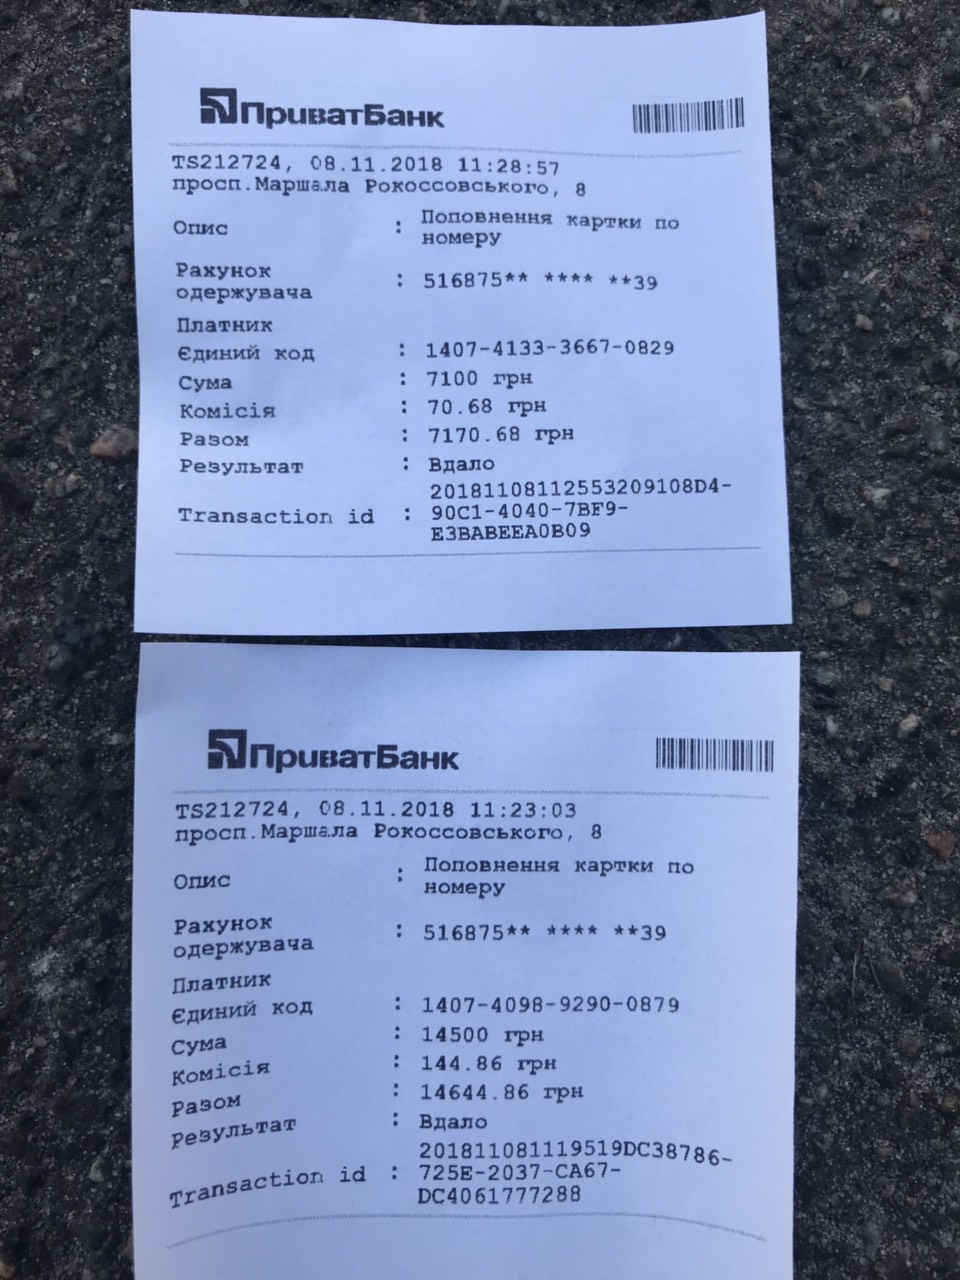 ПриватБанк
TS212724, 08.11.2018 11:28:57
просп.Маршала Рокоссовського, 8
Опис : Поповнення картки по
номеру
Рахунок
одержувача : 516875** **** **39
Платник
Єдиний код : 1407-4133-3667-0829
Сума : 7100 грн
Комісія : 70.68 грн
Разом : 7170.68 грн
Результат : Вдало
20181108112553209108D4-
Transaction id : 90C1-4040-7BF9-
E3BABEEA0B09
ПриватБанк
TS212724, 08.11.2018 11:23:03
просп.Маршала Рокоссовського, 8
Опис : Поповнення картки по
номеру
Рахунок
одержувача : 516875** **** **39
Платник
Єдиний код : 1407-4098-9290-0879
Сума : 14500 грн
Комісія : 144.86 грн
Разом : 14644.86 грн
Результат : Вдало
201811081119519DC38786-
Transaction id : 725E-2037-CA67-
DC4061777288